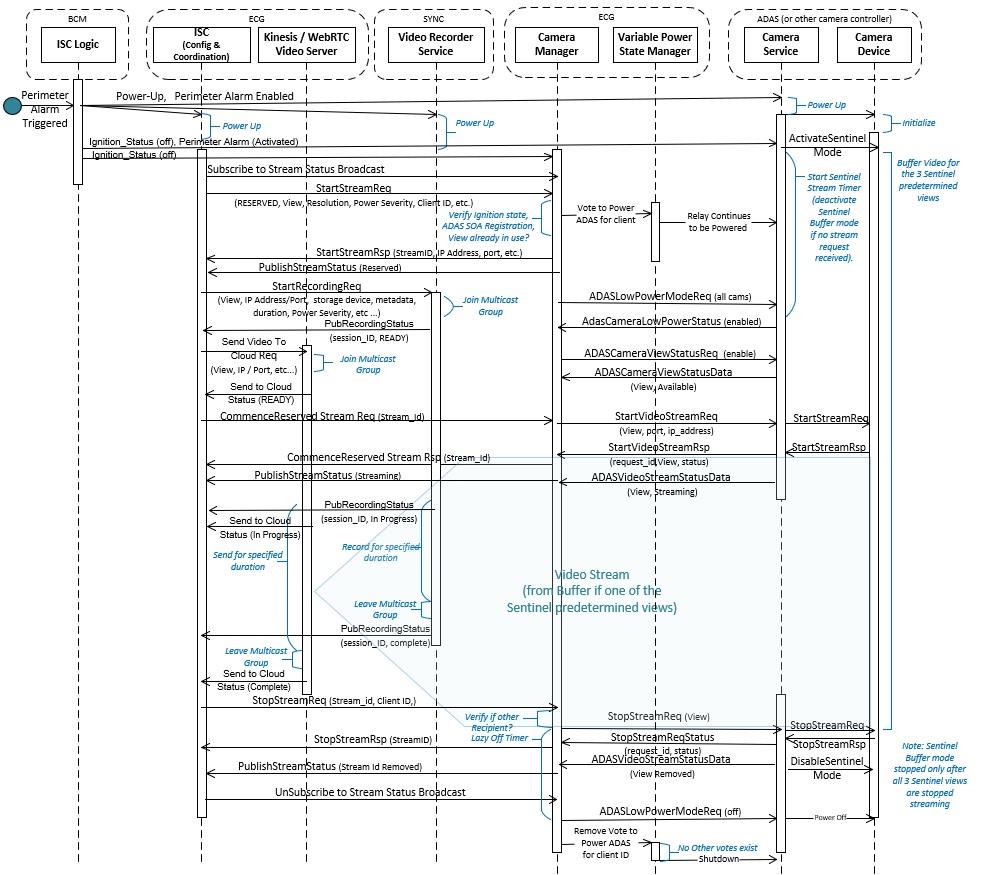 BCM
ECG
SYNC
ECG
ADAS (or other camera controller)
ISC Logic
ISC
(Config &
Coordination)
Kinesis / WebRTC
Video Server
Video Recorder
Service
Camera
Manager
Variable Power
State Manager
Camera
Service
Camera
Device
Perimeter
Alarm
Triggered
Power-Up, Perimeter Alarm Enabled
Power Up
Power Up
Power Up
Initialize
Ignition_Status (off), Perimeter Alarm (Activated)
Ignition_Status (off)
ActivateSentinel
Mode
Subscribe to Stream Status Broadcast
Start Sentinel
Stream Timer
(deactivate
Sentinel
Buffer mode
if no stream
request
received).
Buffer Video for
the 3 Sentinel
predetermined
views
StartStreamReq
(RESERVED, View, Resolution, Power Severity, Client ID, etc.)
Verify Ignition state,
ADAS SOA Registration,
View already in use?
Vote to Power
ADAS for client
Relay Continues
to be Powered
StartStreamRsp (StreamID, IP Address, port, etc.)
PublishStreamStatus (Reserved)
StartRecordingReq
(View, IP Address/Port, storage device, metadata,
duration, Power Severity, etc ...)
Join Multicast
Group
ADASLowPowerModeReq (all cams)
PubRecordingStatus
(session_ID, READY)
AdasCameraLowPowerStatus (enabled)
Send Video To
Cloud Req
(View, IP / Port, etc...)
Join Multicast
Group
ADASCameraViewStatusReq (enable)
ADASCameraViewStatusData
(View, Available)
Send to Cloud
Status (READY)
CommenceReserved Stream Req (Stream_Id)
StartVideoStreamReq
(View, port, ip_address)
StartStreamReq
StartVideoStreamRsp
(request_id,View, status)
StartStreamRsp
CommenceReserved Stream Rsp (Stream_Id)
PublishStreamStatus (Streaming)
ADASVideoStreamStatusData
(View, Streaming)
PubRecordingStatus
(session_ID, In Progress)
Send to Cloud
Status (In Progress)
Send for specified
duration
Record for specified
duration
Video Stream
(from Buffer if one of the
Sentinel predetermined views)
Leave Multicast
Group
PubRecordingStatus
(session_ID, complete)
Leave Multicast
Group
Send to Cloud
Status (Complete)
StopStreamReq (Stream_id, Client ID,)
Verify if other
Recipient?
Lazy Off Timer
StopStreamReq (View)
StopStreamReq
StopStreamReqStatus
(request_id, status)
StopStreamRsp
StopStreamRsp (StreamID)
ADASVideoStreamStatusData
(View Removed)
DisableSentinel
Mode
Note: Sentinel
Buffer mode
stopped only after
all 3 Sentinel views
are stopped
streaming
PublishStreamStatus (Stream Id Removed)
UnSubscribe to Stream Status Broadcast
ADASLowPowerModeReq (off)
Power Off
Remove Vote to
Power ADAS
for client ID
No Other votes exist
Shutdown